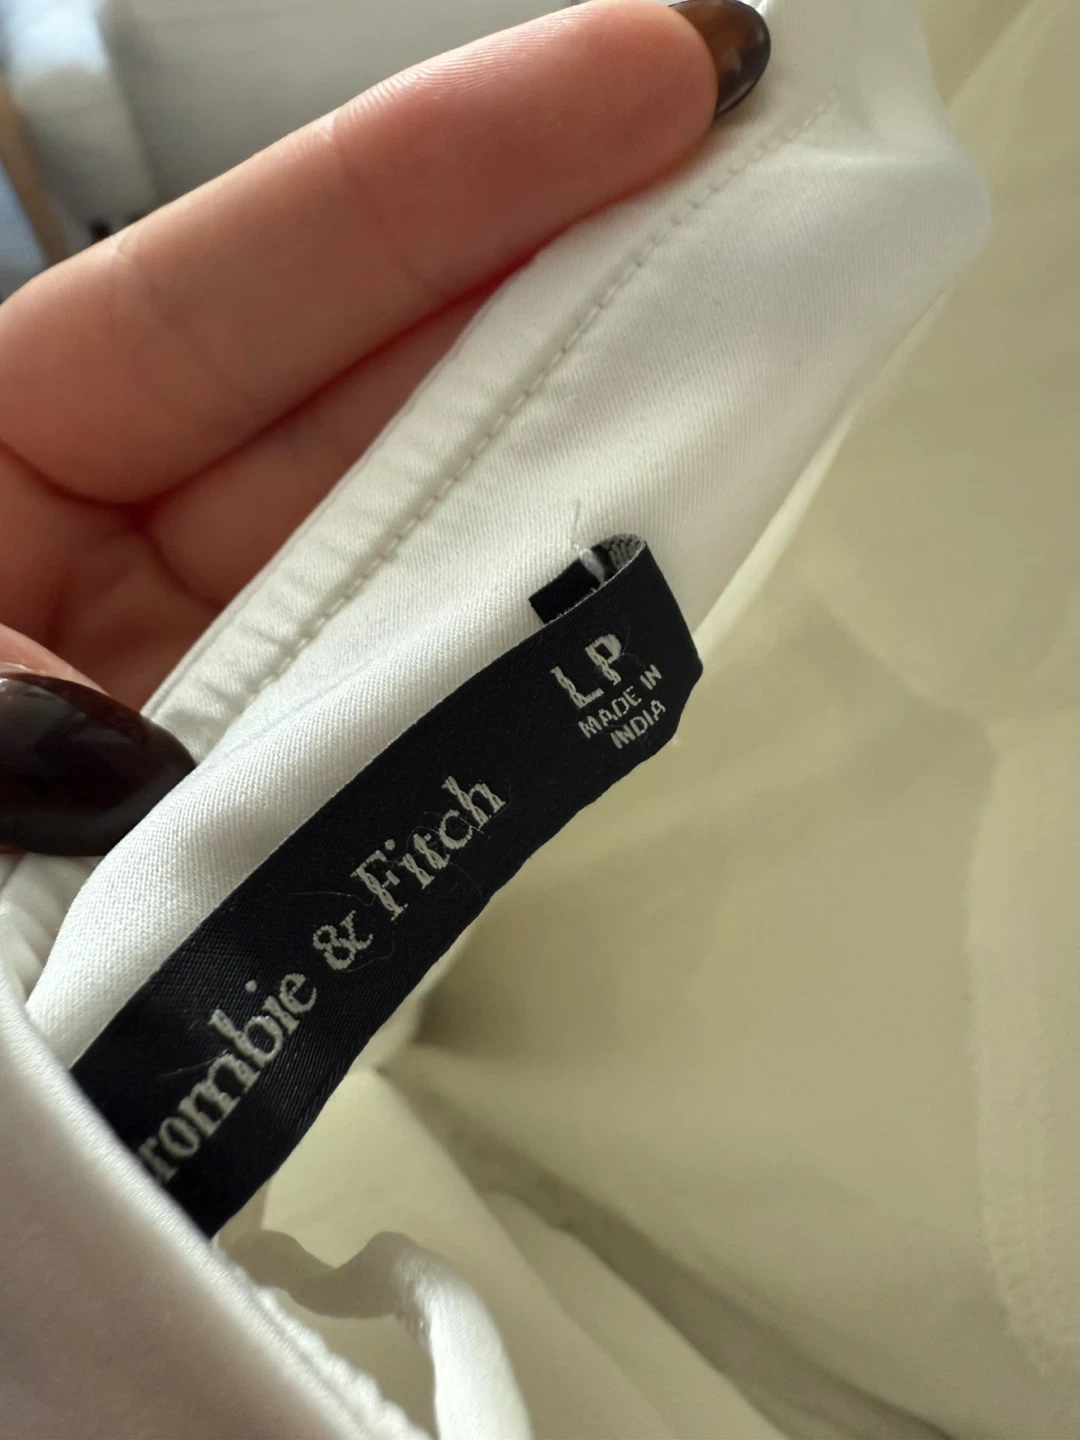 rombie & Fitch
LP
MADE IN
INDIA